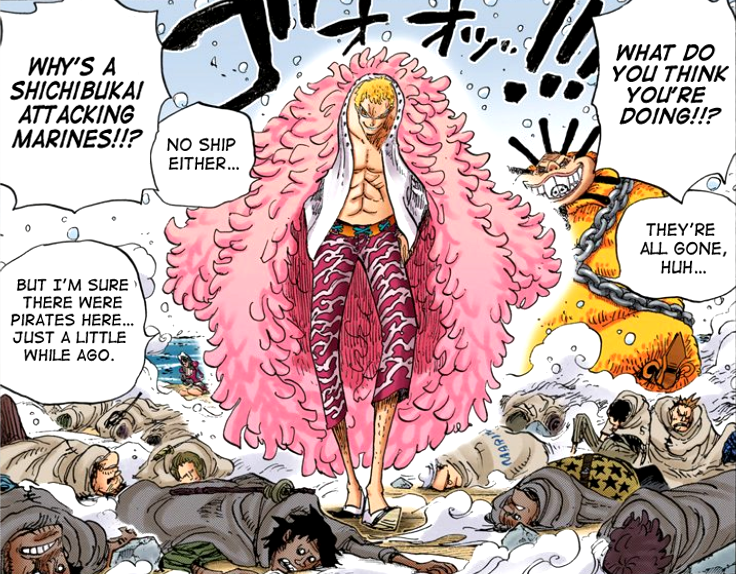 WHY'S A
SHICHIBUKAI
ATTACKING
MARINES!!?
NO SHIP
EITHER...
BUT I'M SURE
THERE WERE
PIRATES HERE...
JUST A LITTLE
WHILE AGO.
ゴオオッ…!!
WHAT DO
YOU THINK
YOU'RE
DOING!!?
THEY'RE
ALL GONE,
HUH...